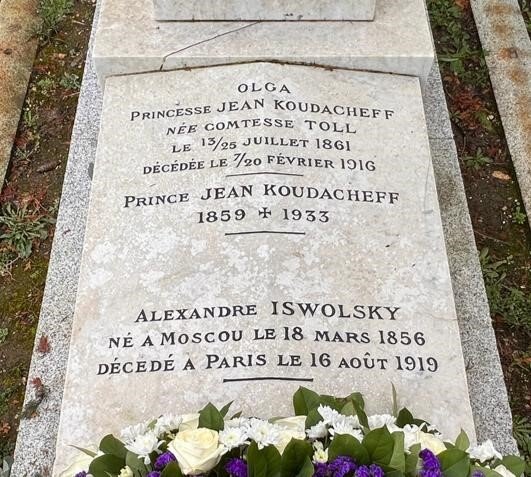 OLGA
PRINCESSE JEAN KOUDACHEFF
NÉE COMTESSE TOLL
LE 13/25 JUILLET 1861
DÉCÉDÉE LE 7/20 FÉVRIER 1916
PRINCE JEAN KOUDACHEFF
1859 ✝ 1933
ALEXANDRE ISWOLSKY
NÉ A MOSCOU LE 18 MARS 1856
DÉCEDÉ A PARIS LE 16 AOÛT 1919